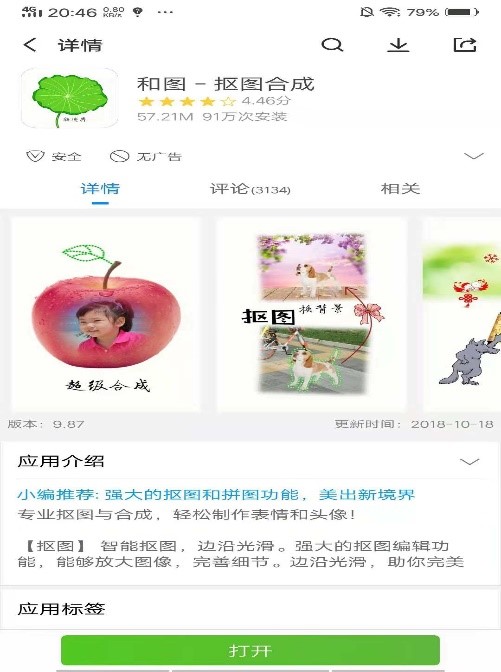 4G 20:46 0.80 KB/s 79%
详情
和图 - 抠图合成
4.46分
57.21M 91万次安装
安全 无广告
详情 评论(3134) 相关
超级合成
抠图 换背景
版本: 9.87 更新时间: 2018-10-18
应用介绍
小编推荐: 强大的抠图和拼图功能，美出新境界
专业抠图与合成，轻松制作表情和头像!
【抠图】 智能抠图，边沿光滑。强大的抠图编辑功
能，能够放大图像，完善细节。边沿光滑，助你完美
应用标签
打开